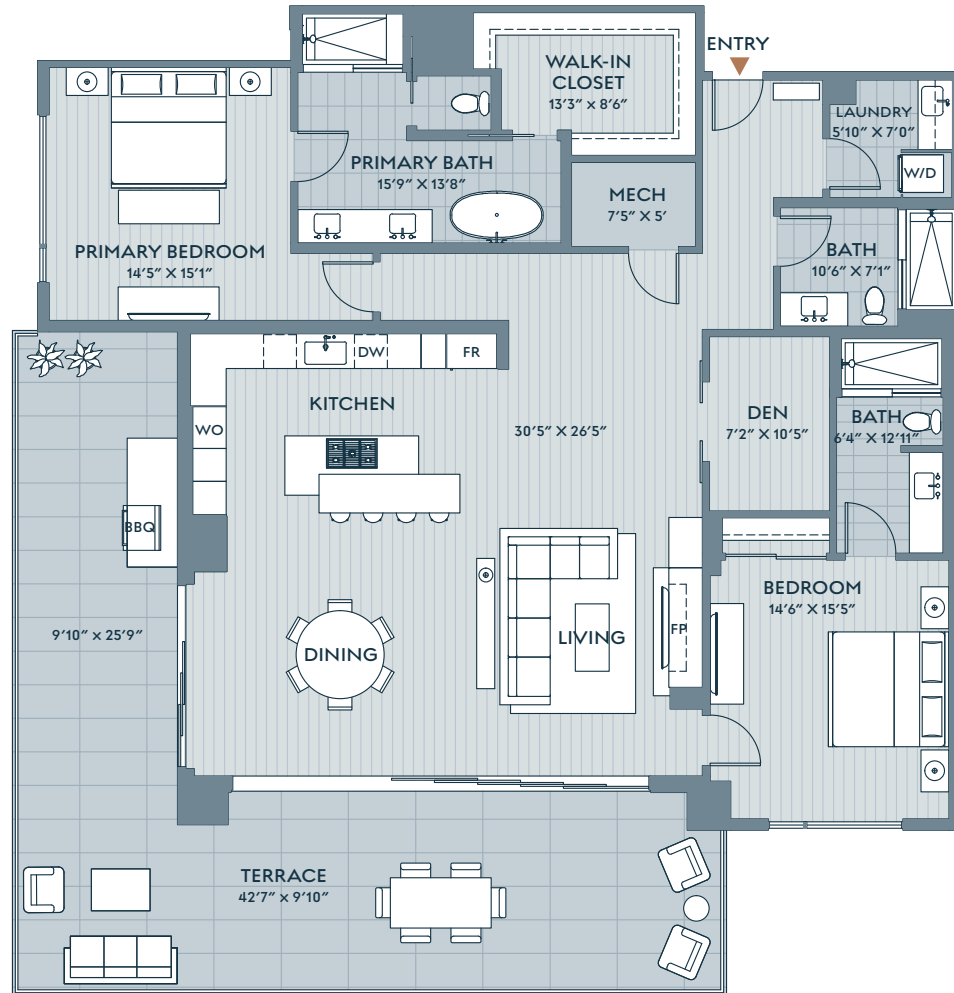 ENTRY
WALK-IN
CLOSET
13'3" X 8'6"
LAUNDRY
5'10" X 7'0"
W/D
PRIMARY BATH
15'9" X 13'8"
MECH
7'5" X 5'
PRIMARY BEDROOM
14'5" X 15'1"
BATH
10'6" X 7'1"
DW
FR
KITCHEN
WO
30'5" X 26'5"
DEN
7'2" X 10'5"
BATH
6'4" X 12'11"
BBQ
BEDROOM
14'6" X 15'5"
9'10" X 25'9"
DINING
LIVING
FP
TERRACE
42'7" X 9'10"